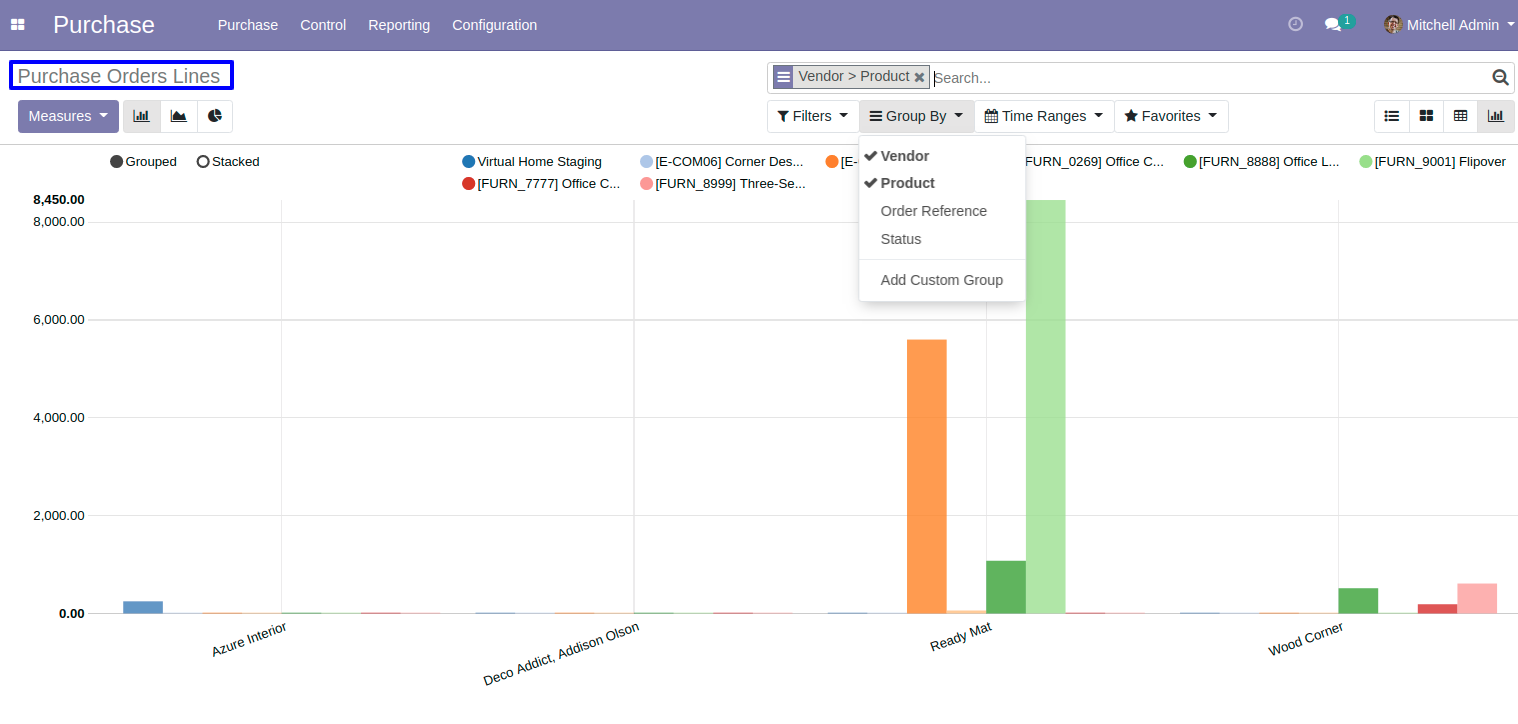 Purchase Purchase Control Reporting Configuration 1 Mitchell Admin
Purchase Orders Lines
Vendor > Product Search...
Measures Filters Group By Time Ranges Favorites
Grouped Stacked Virtual Home Staging [E-COM06] Corner Des... [E- FURN_0269] Office C... [FURN_8888] Office L... [FURN_9001] Flipover
[FURN_7777] Office C... [FURN_8999] Three-Se...
Vendor
Product
Order Reference
Status
Add Custom Group
8,450.00
8,000.00
6,000.00
4,000.00
2,000.00
0.00
Azure Interior
Deco Addict, Addison Olson
Ready Mat
Wood Corner